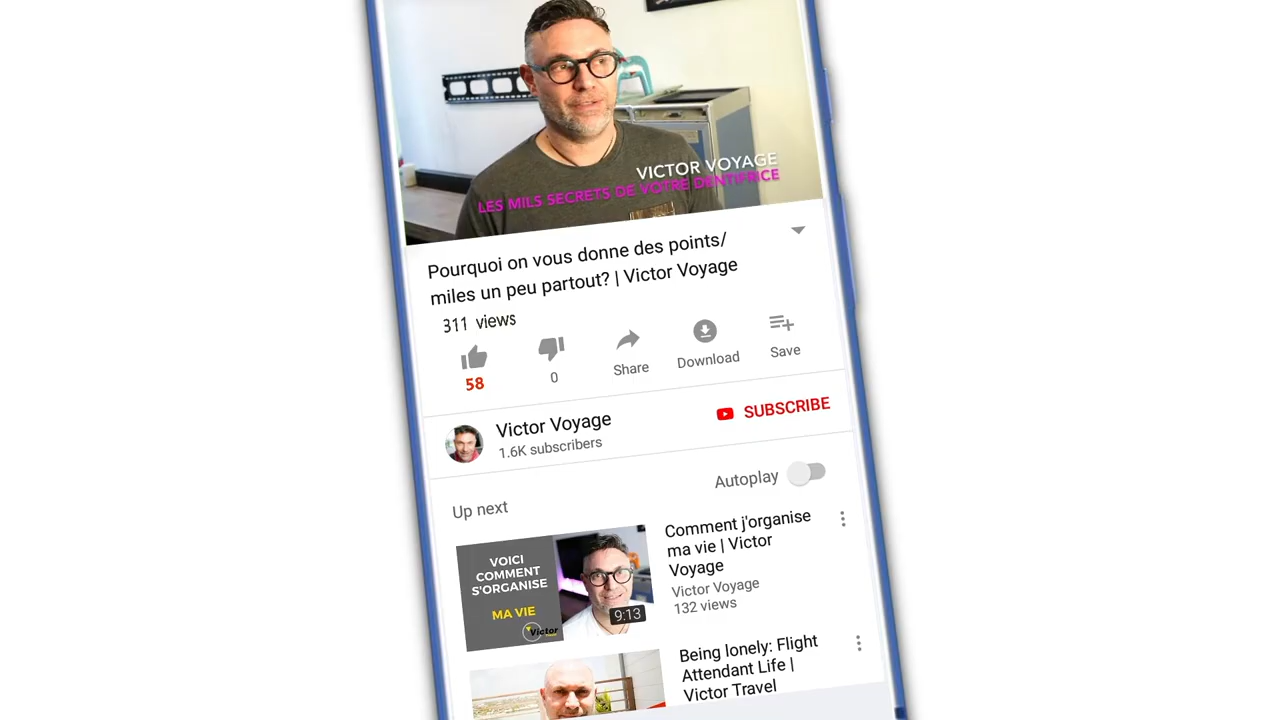 VICTOR VOYAGE
LES MILS SECRETS DE VOTRE DENTIFRICE
Pourquoi on vous donne des points/
miles un peu partout? | Victor Voyage
311 views
58
0
Share
Download
Save
Victor Voyage
1.6K subscribers
SUBSCRIBE
Autoplay
Up next
VOICI
COMMENT
S'ORGANISE
MA VIE
Victor
9:13
Comment j'organise
ma vie | Victor
Voyage
Victor Voyage
132 views
Being lonely: Flight
Attendant Life |
Victor Travel